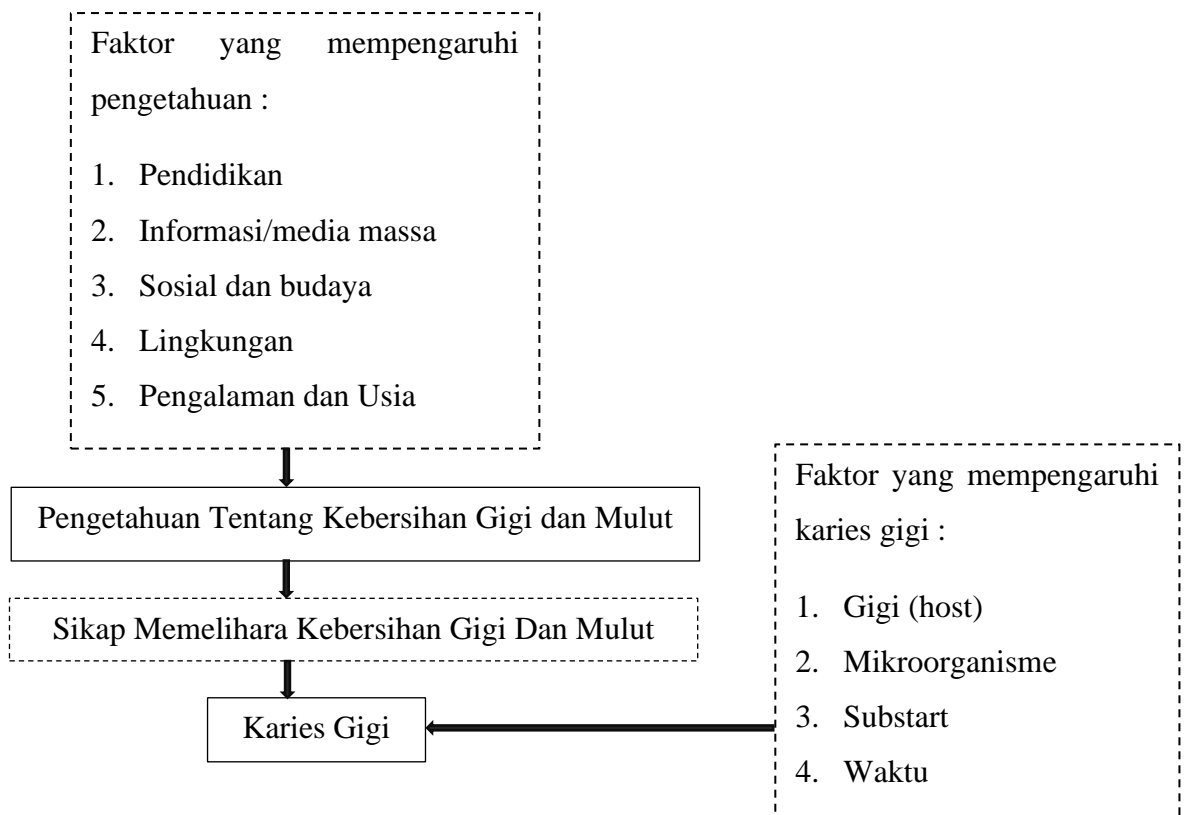 Faktor yang mempengaruhi
pengetahuan :
1. Pendidikan
2. Informasi/media massa
3. Sosial dan budaya
4. Lingkungan
5. Pengalaman dan Usia
Pengetahuan Tentang Kebersihan Gigi dan Mulut
Sikap Memelihara Kebersihan Gigi Dan Mulut
Karies Gigi
Faktor yang mempengaruhi
karies gigi :
1. Gigi (host)
2. Mikroorganisme
3. Substart
4. Waktu